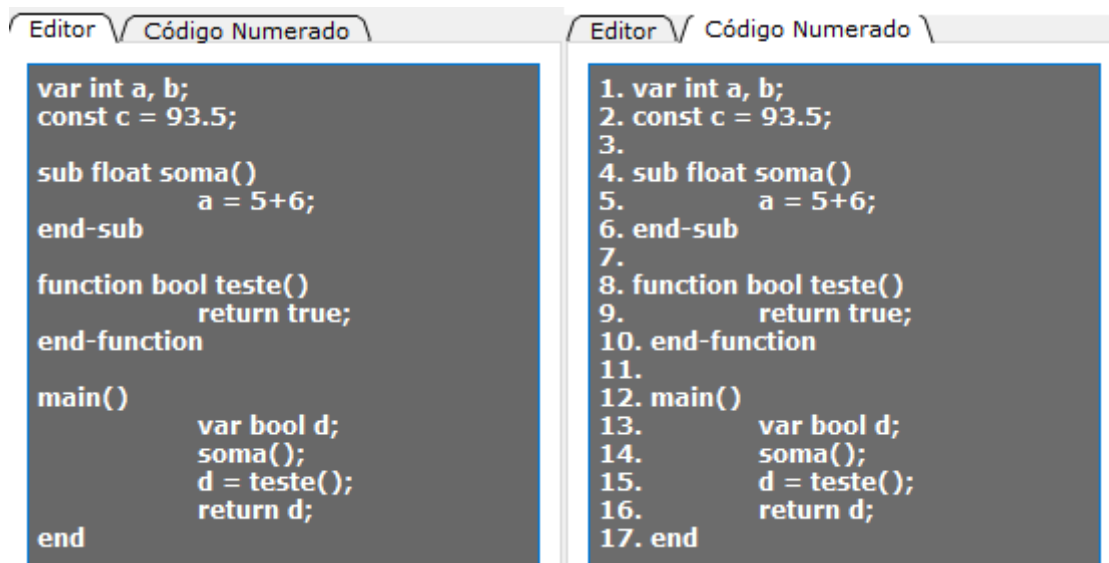 Editor Código Numerado
var int a, b;
const c = 93.5;
sub float soma()
a = 5+6;
end-sub
function bool teste()
return true;
end-function
main()
var bool d;
soma();
d = teste();
return d;
end
Editor Código Numerado
1. var int a, b;
2. const c = 93.5;
3.
4. sub float soma()
5. a = 5+6;
6. end-sub
7.
8. function bool teste()
9. return true;
10. end-function
11.
12. main()
13. var bool d;
14. soma();
15. d = teste();
16. return d;
17. end